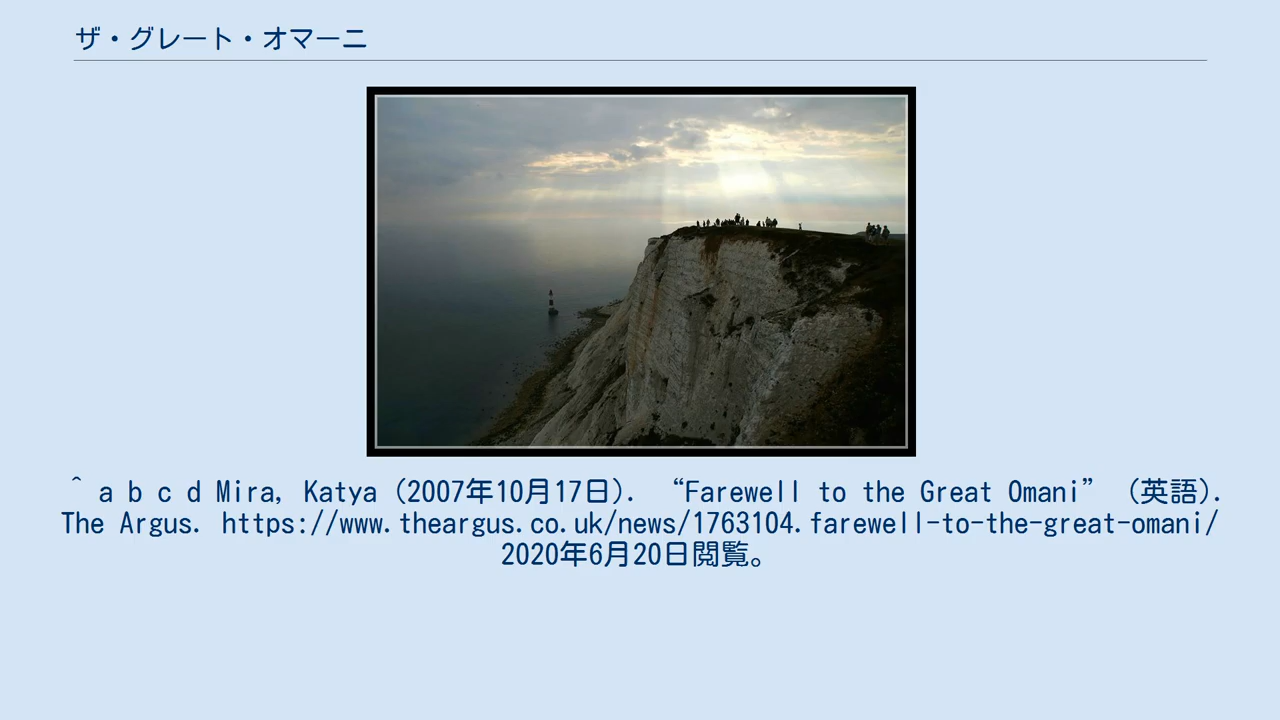 ザ・グレート・オマーニ
^ a b c d Mira, Katya (2007年10月17日). “Farewell to the Great Omani” (英語).
The Argus. https://www.theargus.co.uk/news/1763104.farewell-to-the-great-omani/
2020年6月20日閲覧。